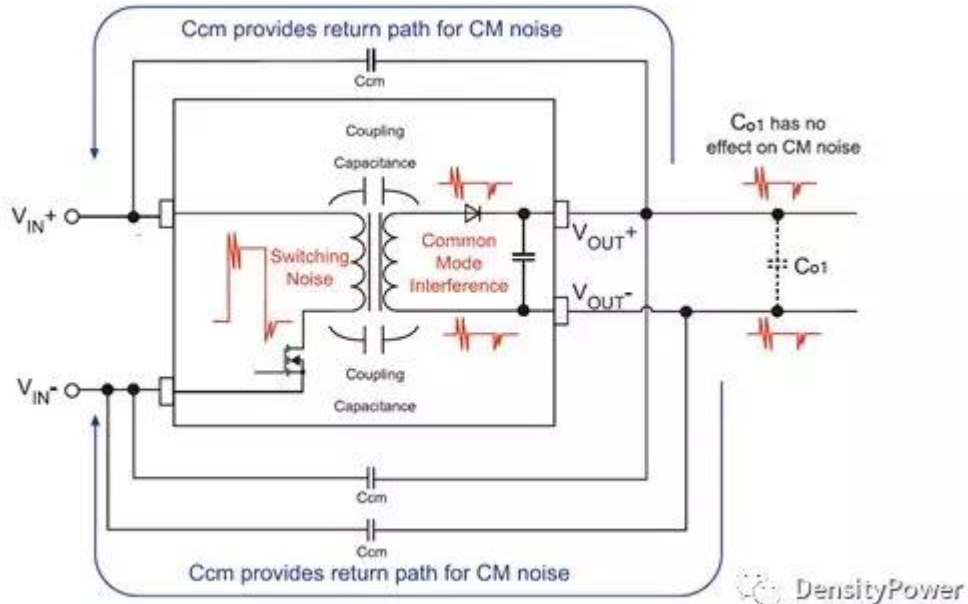 Ccm provides return path for CM noise
Ccm
Coupling
Capacitance
Co1 has no
effect on CM noise
VIN+
Switching
Noise
Common
Mode
Interference
VOUT+
VOUT-
Co1
VIN-
Coupling
Capacitance
Ccm
Ccm
Ccm provides return path for CM noise
DensityPower